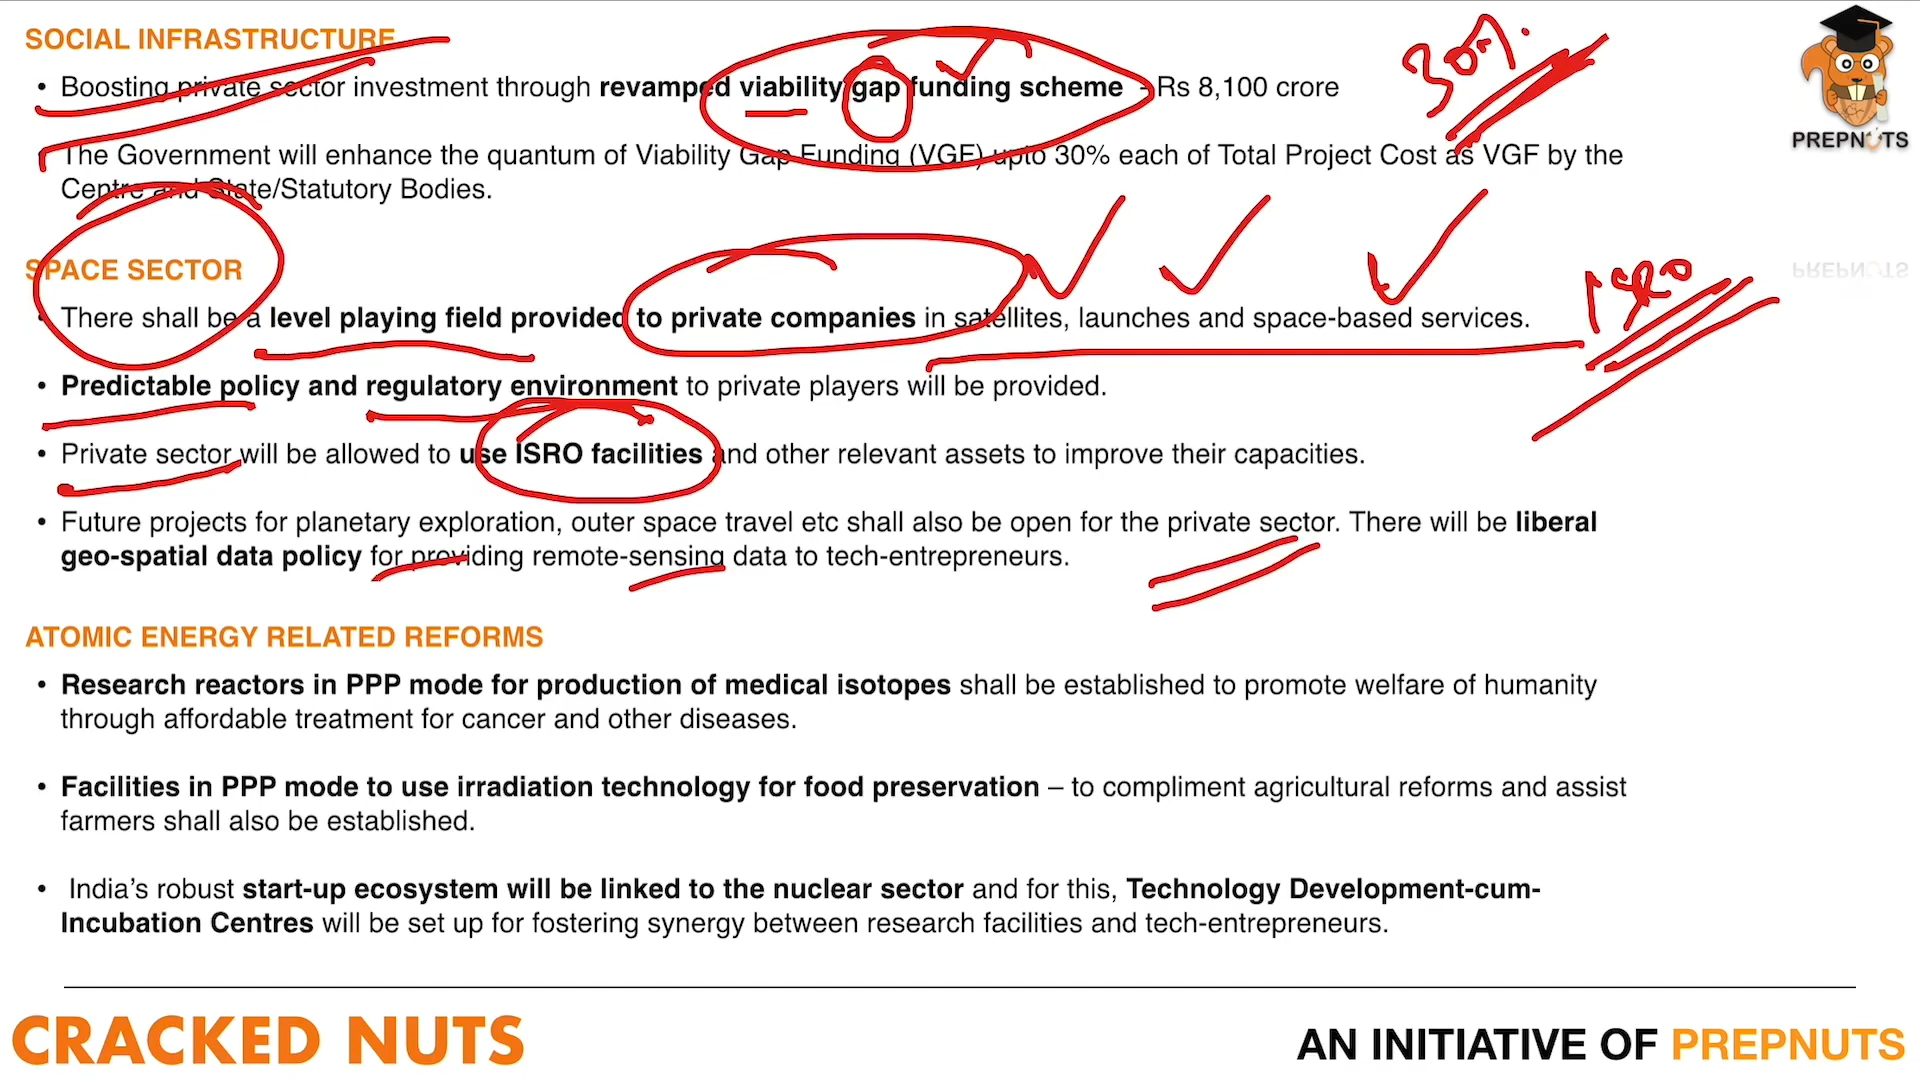 SOCIAL INFRASTRUCTURE
• Boosting private sector investment through revamped viability gap funding scheme - Rs 8,100 crore
30%.
PREPNUTS
The Government will enhance the quantum of Viability Gap Funding (VGF) upto 30% each of Total Project Cost as VGF by the
Centre and State/Statutory Bodies.
SPACE SECTOR
PREPNUTS
• There shall be a level playing field provided to private companies in satellites, launches and space-based services.
ISRO
• Predictable policy and regulatory environment to private players will be provided.
• Private sector will be allowed to use ISRO facilities and other relevant assets to improve their capacities.
• Future projects for planetary exploration, outer space travel etc shall also be open for the private sector. There will be liberal
geo-spatial data policy for providing remote-sensing data to tech-entrepreneurs.
ATOMIC ENERGY RELATED REFORMS
• Research reactors in PPP mode for production of medical isotopes shall be established to promote welfare of humanity
through affordable treatment for cancer and other diseases.
• Facilities in PPP mode to use irradiation technology for food preservation – to compliment agricultural reforms and assist
farmers shall also be established.
• India’s robust start-up ecosystem will be linked to the nuclear sector and for this, Technology Development-cum-
Incubation Centres will be set up for fostering synergy between research facilities and tech-entrepreneurs.
CRACKED NUTS
AN INITIATIVE OF PREPNUTS